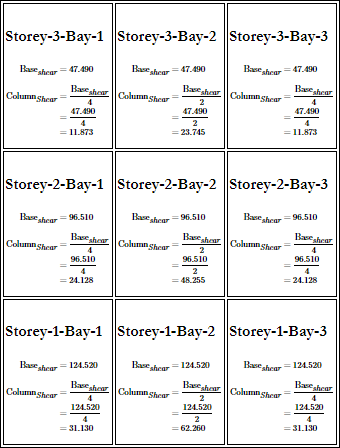 Storey-3-Bay-1
Base_shear = 47.490
Column_Shear = Base_shear/4
= 47.490/4
= 11.873
Storey-3-Bay-2
Base_shear = 47.490
Column_Shear = Base_shear/2
= 47.490/2
= 23.745
Storey-3-Bay-3
Base_shear = 47.490
Column_Shear = Base_shear/4
= 47.490/4
= 11.873
Storey-2-Bay-1
Base_shear = 96.510
Column_Shear = Base_shear/4
= 96.510/4
= 24.128
Storey-2-Bay-2
Base_shear = 96.510
Column_Shear = Base_shear/2
= 96.510/2
= 48.255
Storey-2-Bay-3
Base_shear = 96.510
Column_Shear = Base_shear/4
= 96.510/4
= 24.128
Storey-1-Bay-1
Base_shear = 124.520
Column_Shear = Base_shear/4
= 124.520/4
= 31.130
Storey-1-Bay-2
Base_shear = 124.520
Column_Shear = Base_shear/2
= 124.520/2
= 62.260
Storey-1-Bay-3
Base_shear = 124.520
Column_Shear = Base_shear/4
= 124.520/4
= 31.130